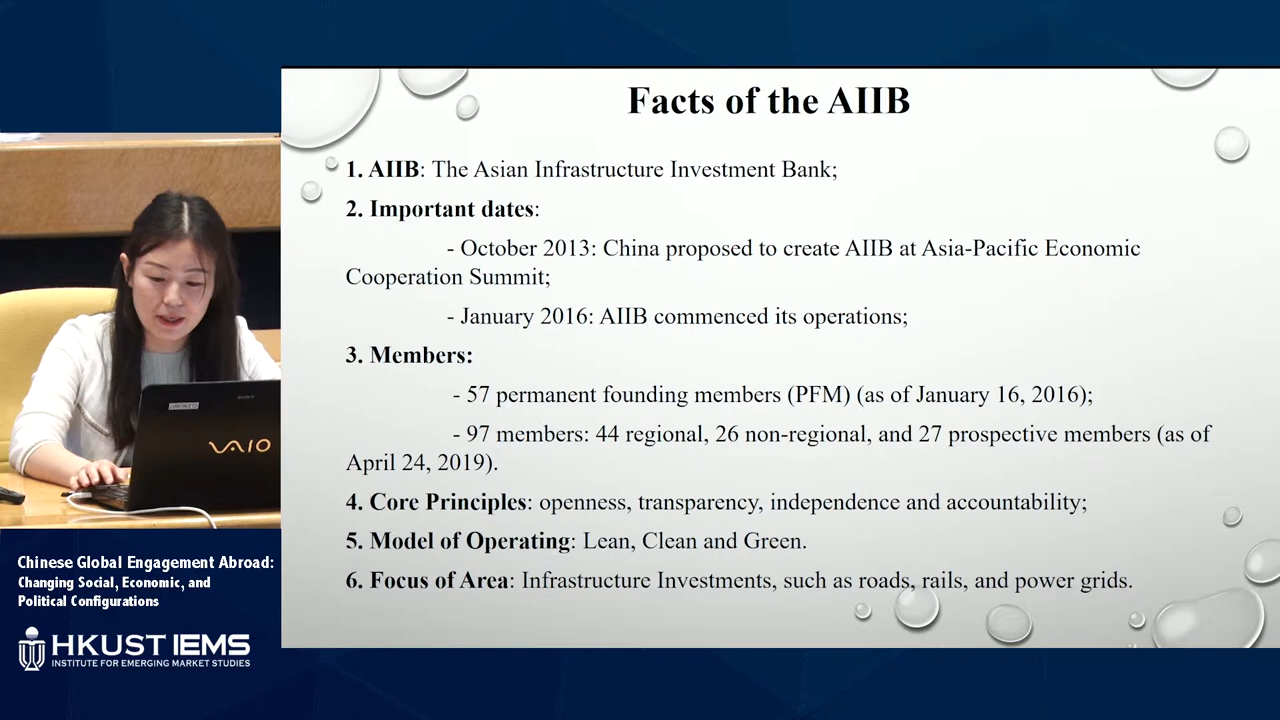 Facts of the AIIB
1. AIIB: The Asian Infrastructure Investment Bank;
2. Important dates:
- October 2013: China proposed to create AIIB at Asia-Pacific Economic
Cooperation Summit;
- January 2016: AIIB commenced its operations;
3. Members:
- 57 permanent founding members (PFM) (as of January 16, 2016);
- 97 members: 44 regional, 26 non-regional, and 27 prospective members (as of
April 24, 2019).
4. Core Principles: openness, transparency, independence and accountability;
5. Model of Operating: Lean, Clean and Green.
6. Focus of Area: Infrastructure Investments, such as roads, rails, and power grids.
SONY
VAIO
Chinese Global Engagement Abroad:
Changing Social, Economic, and
Political Configurations
HKUST IEMS
INSTITUTE FOR EMERGING MARKET STUDIES